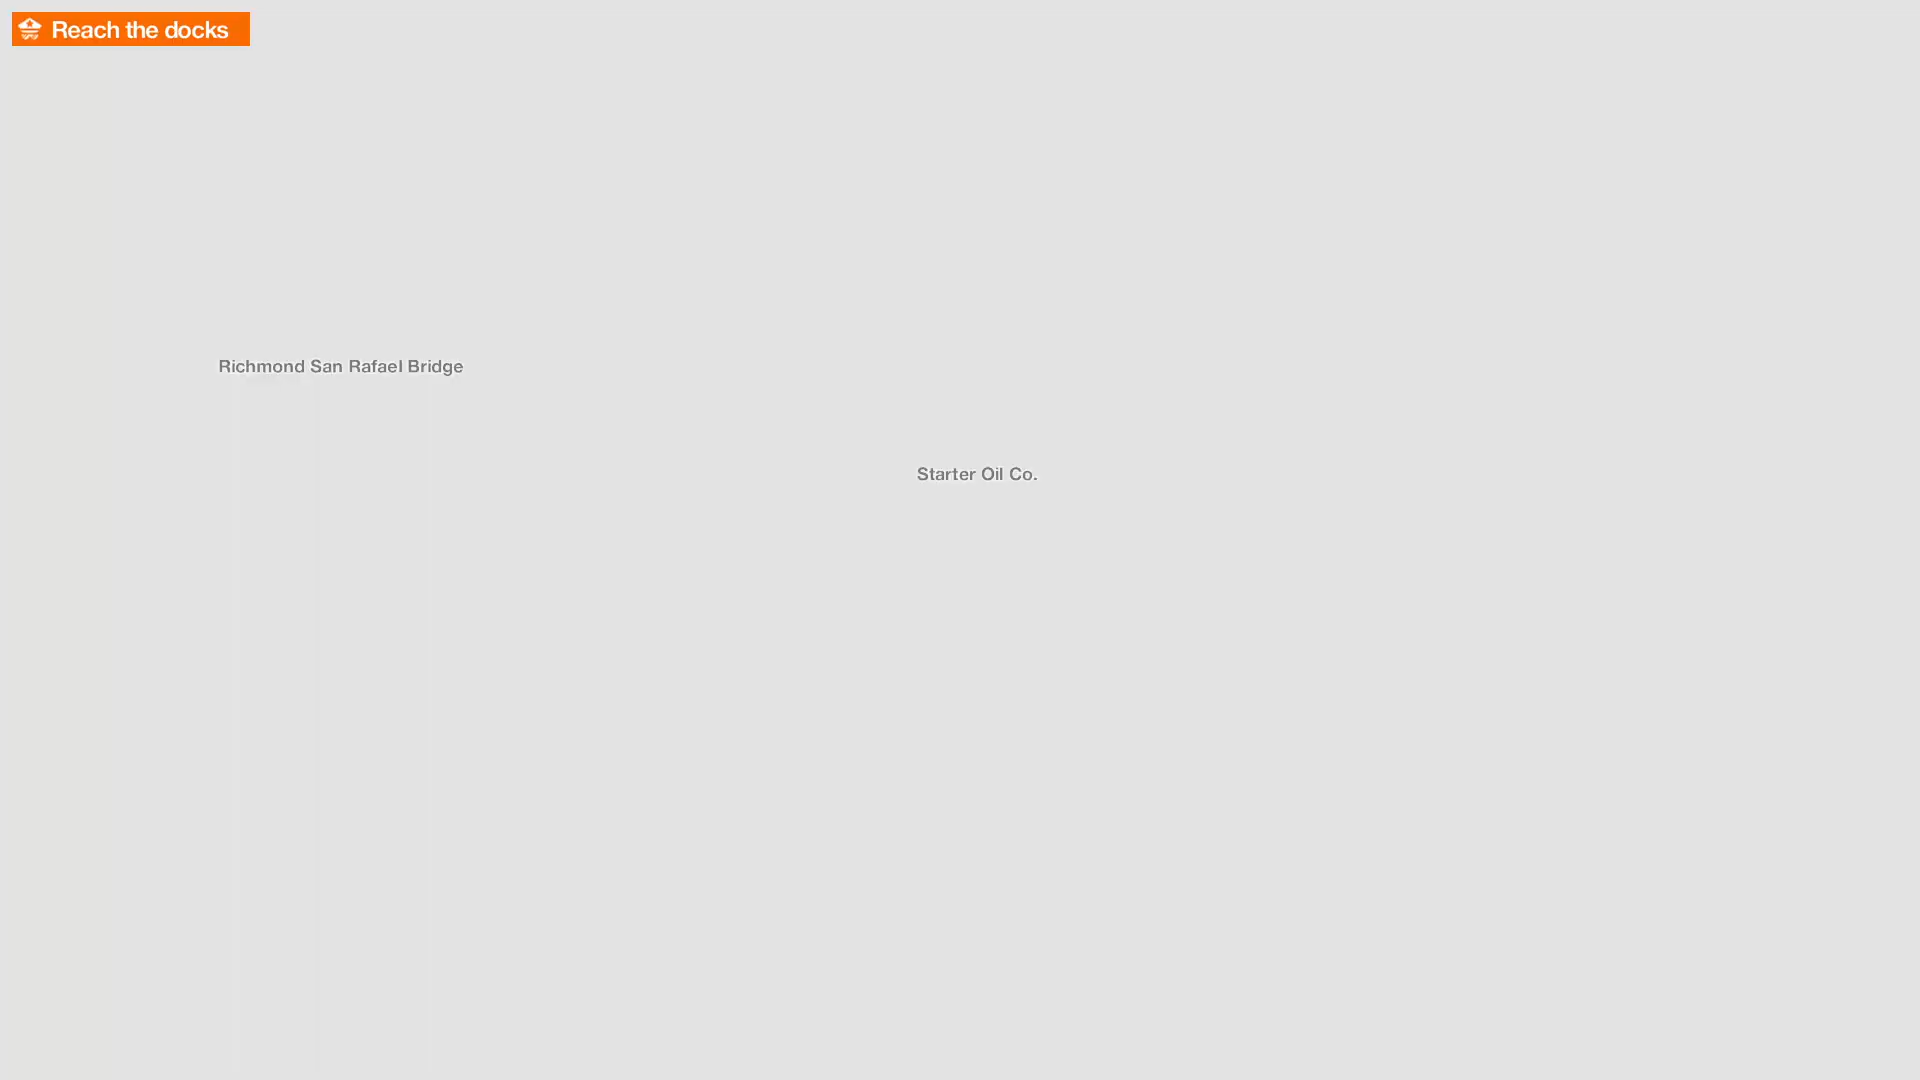 Reach the docks
Richmond San Rafael Bridge
Starter Oil Co.